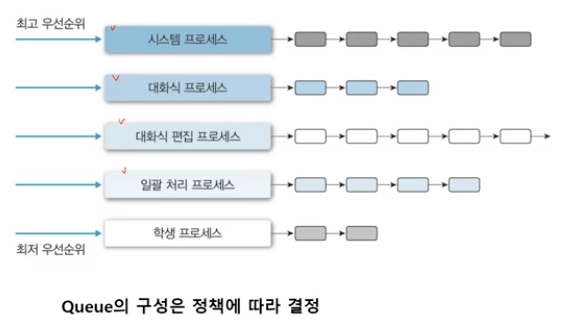 최고 우선순위
시스템 프로세스
대화식 프로세스
대화식 편집 프로세스
일괄 처리 프로세스
학생 프로세스
최저 우선순위
Queue의 구성은 정책에 따라 결정